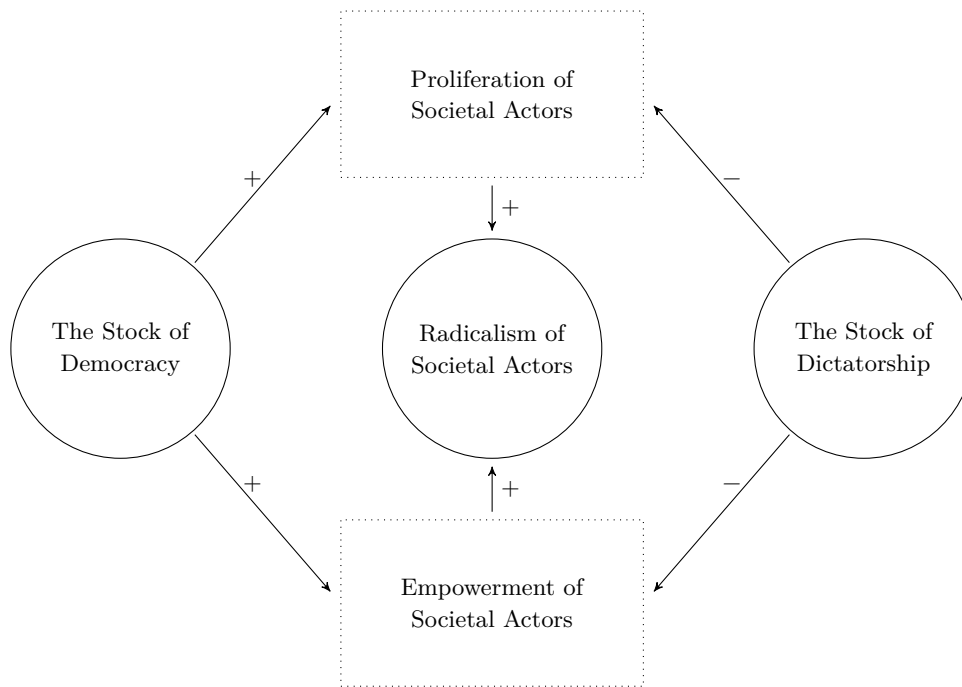 Proliferation of
Societal Actors
+
−
+
The Stock of
Democracy
Radicalism of
Societal Actors
The Stock of
Dictatorship
+
+
−
Empowerment of
Societal Actors